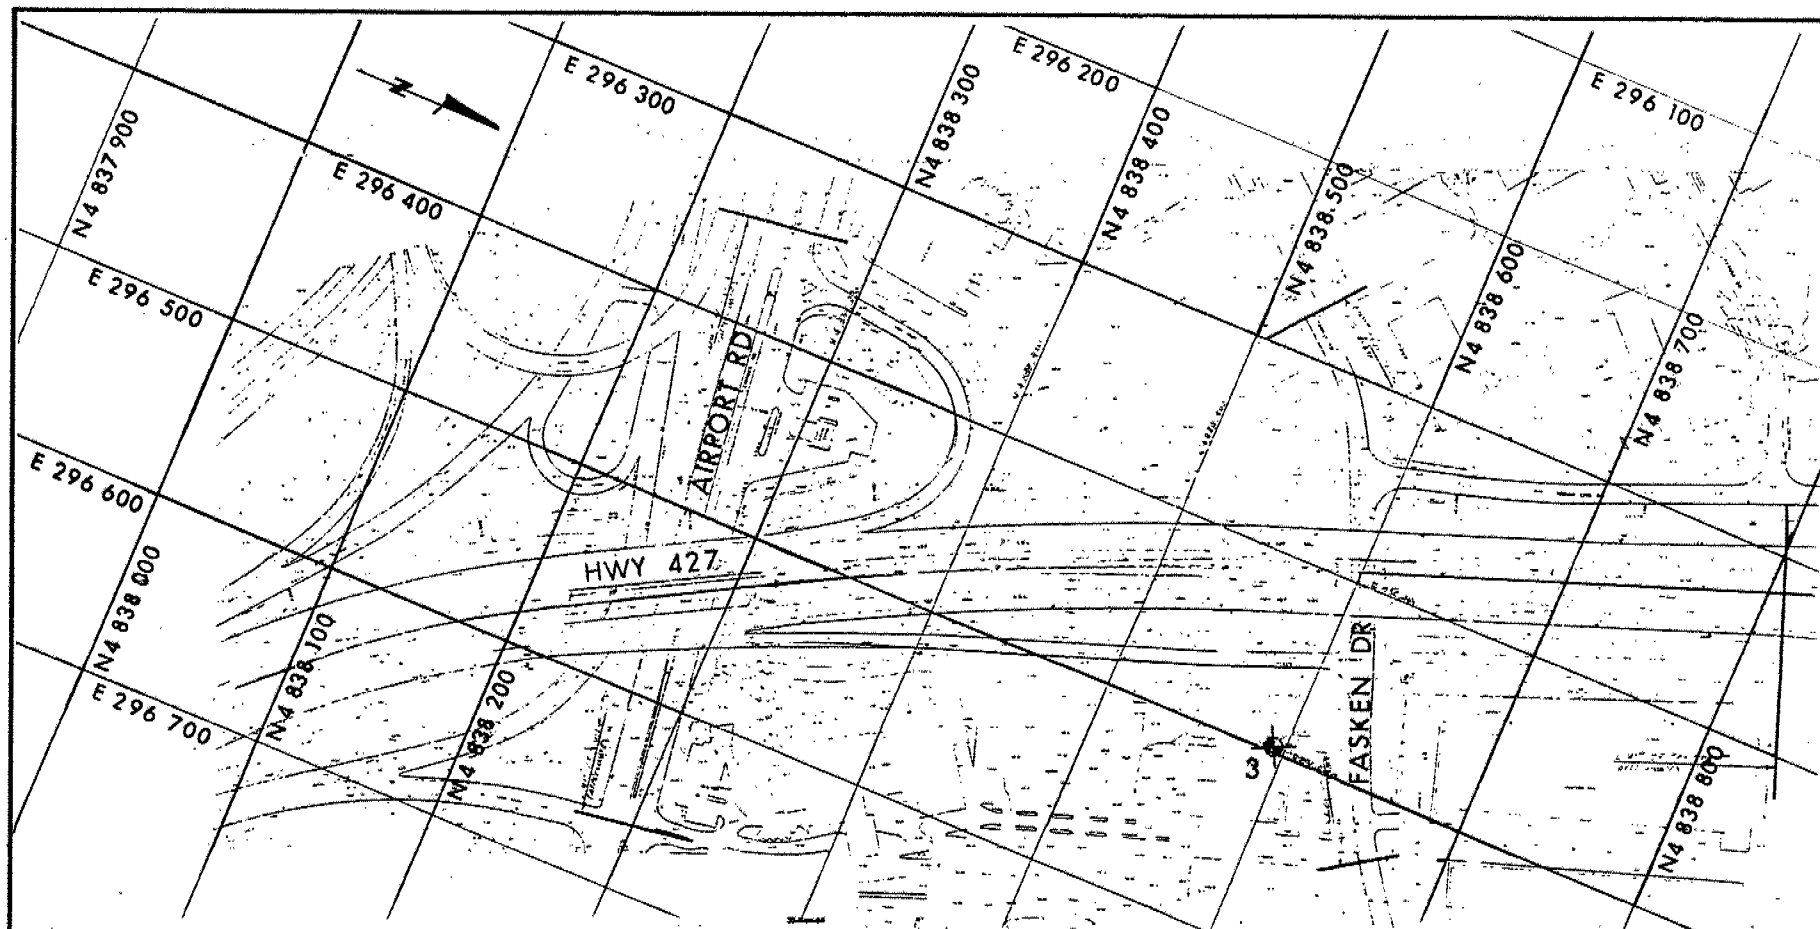 E 296 300
E 296 200
E 296 100
N
N4 837 900
N4 838 300
N4 838 400
N4 838 500
E 296 400
E 296 500
N4 838 600
N4 838 700
AIRPORT RD
E 296 600
HWY 427
N4 838 000
N4 838 100
N4 838 200
E 296 700
FASKEN DR
3
N4 838 800